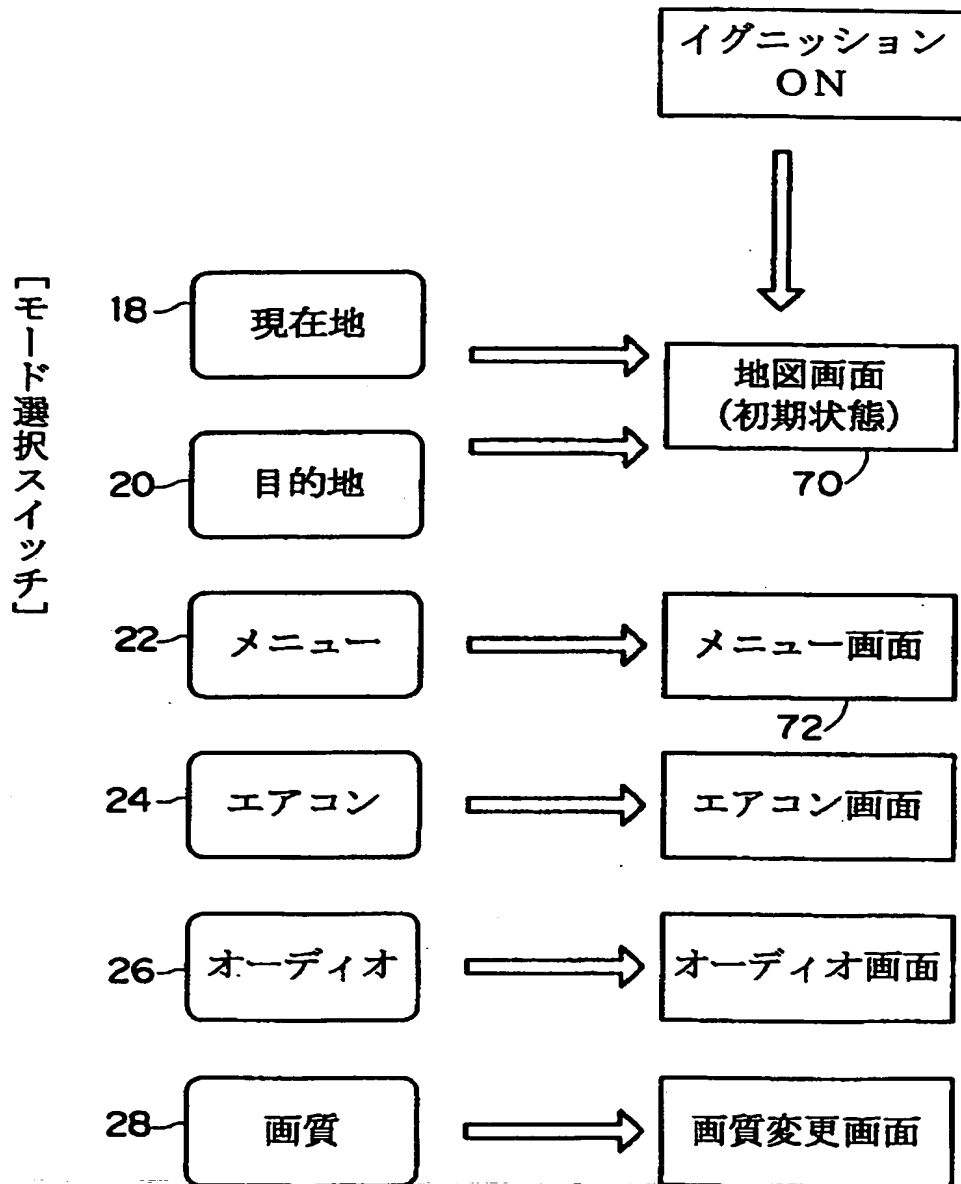 イグニッション
ON
[モード選択スイッチ]
18
現在地
地図画面
(初期状態)
70
20
目的地
22
メニュー
メニュー画面
72
24
エアコン
エアコン画面
26
オーディオ
オーディオ画面
28
画質
画質変更画面